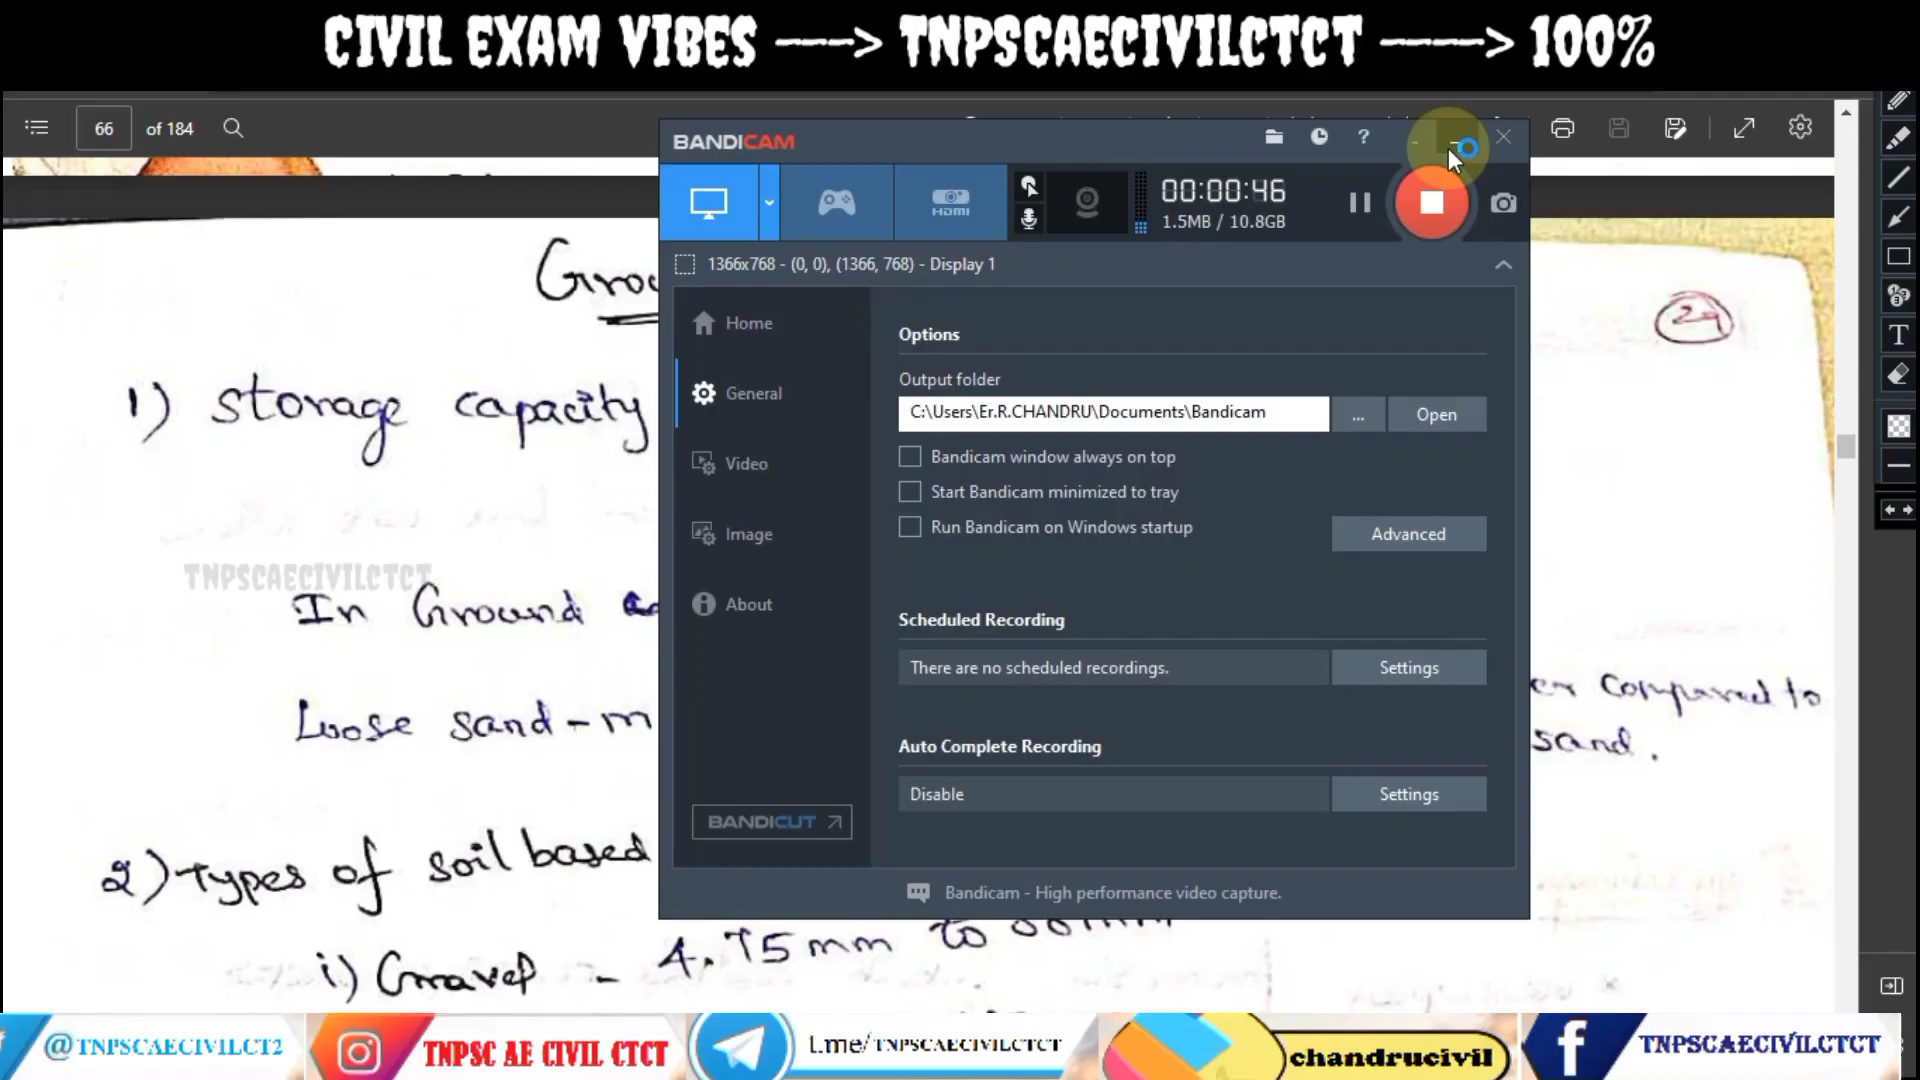 CIVIL EXAM VIBES ---> TNPSCAECIVILCTCT ----> 100%
66 of 184
BANDICAM
HDMI
00:00:46
1.5MB / 10.8GB
1366x768 - (0, 0), (1366, 768) - Display 1
Home
General
Video
Image
About
BANDICUT
Options
Output folder
C:\Users\Er.R.CHANDRU\Documents\Bandicam
...
Open
Bandicam window always on top
Start Bandicam minimized to tray
Run Bandicam on Windows startup
Advanced
Scheduled Recording
There are no scheduled recordings.
Settings
Auto Complete Recording
Disable
Settings
Bandicam - High performance video capture.
29
1) storage capacity
TNPSCAECIVILCTCT
In Ground
Loose sand - m
compared to
sand.
2) Types of soil based
i) Gravel - 4.75mm to
@TNPSCAECIVILCT2
TNPSC AE CIVIL CTCT
t.me/TNPSCAECIVILCTCT
chandrucivil
TNPSCAECIVILCTCT